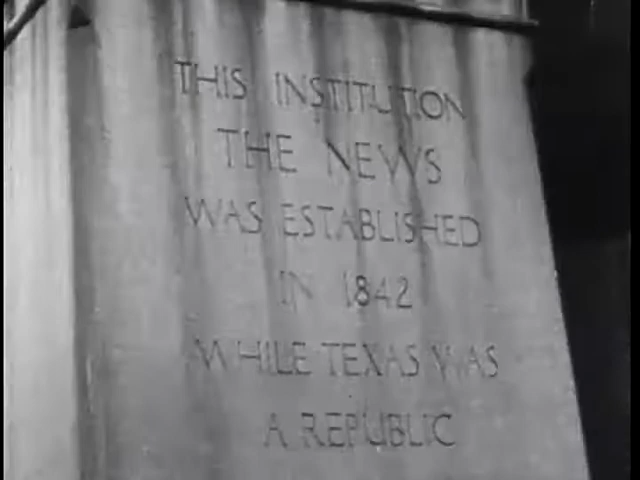 THIS INSTITUTION
THE NEWS
WAS ESTABLISHED
IN 1842
WHILE TEXAS WAS
A REPUBLIC